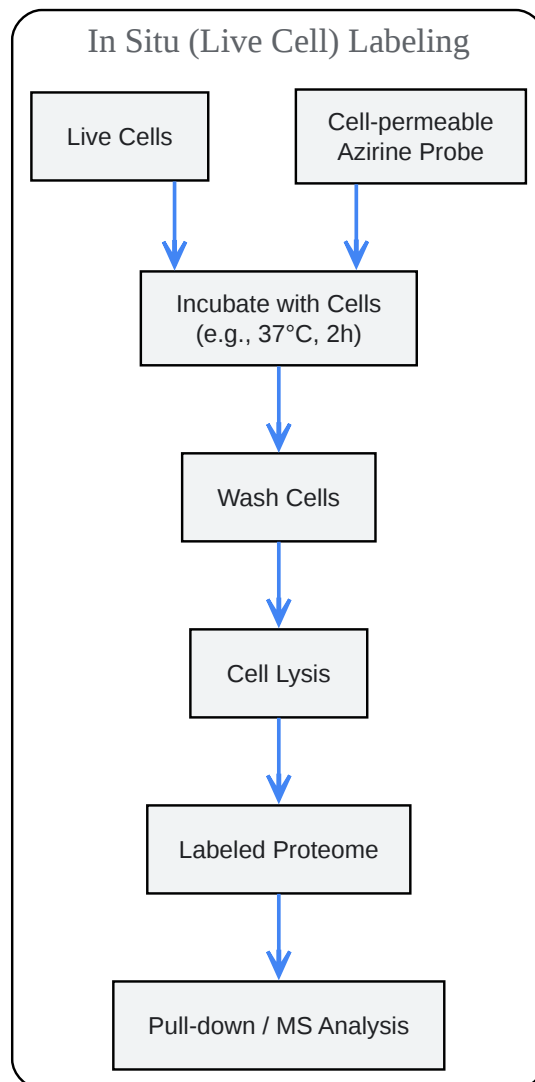 In Situ (Live Cell) Labeling
Live Cells
Cell-permeable
Azirine Probe
Incubate with Cells
(e.g., 37°C, 2h)
Wash Cells
Cell Lysis
Labeled Proteome
Pull-down / MS Analysis